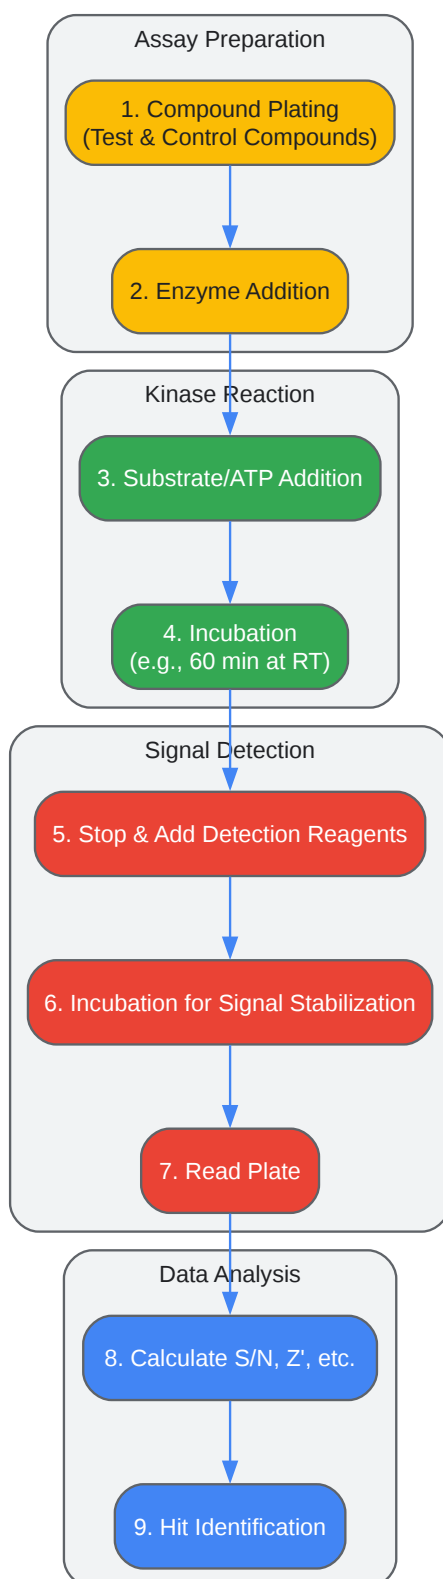 Assay Preparation
1. Compound Plating
(Test & Control Compounds)
2. Enzyme Addition
Kinase Reaction
3. Substrate/ATP Addition
4. Incubation
(e.g., 60 min at RT)
Signal Detection
5. Stop & Add Detection Reagents
6. Incubation for Signal Stabilization
7. Read Plate
Data Analysis
8. Calculate S/N, Z', etc.
9. Hit Identification